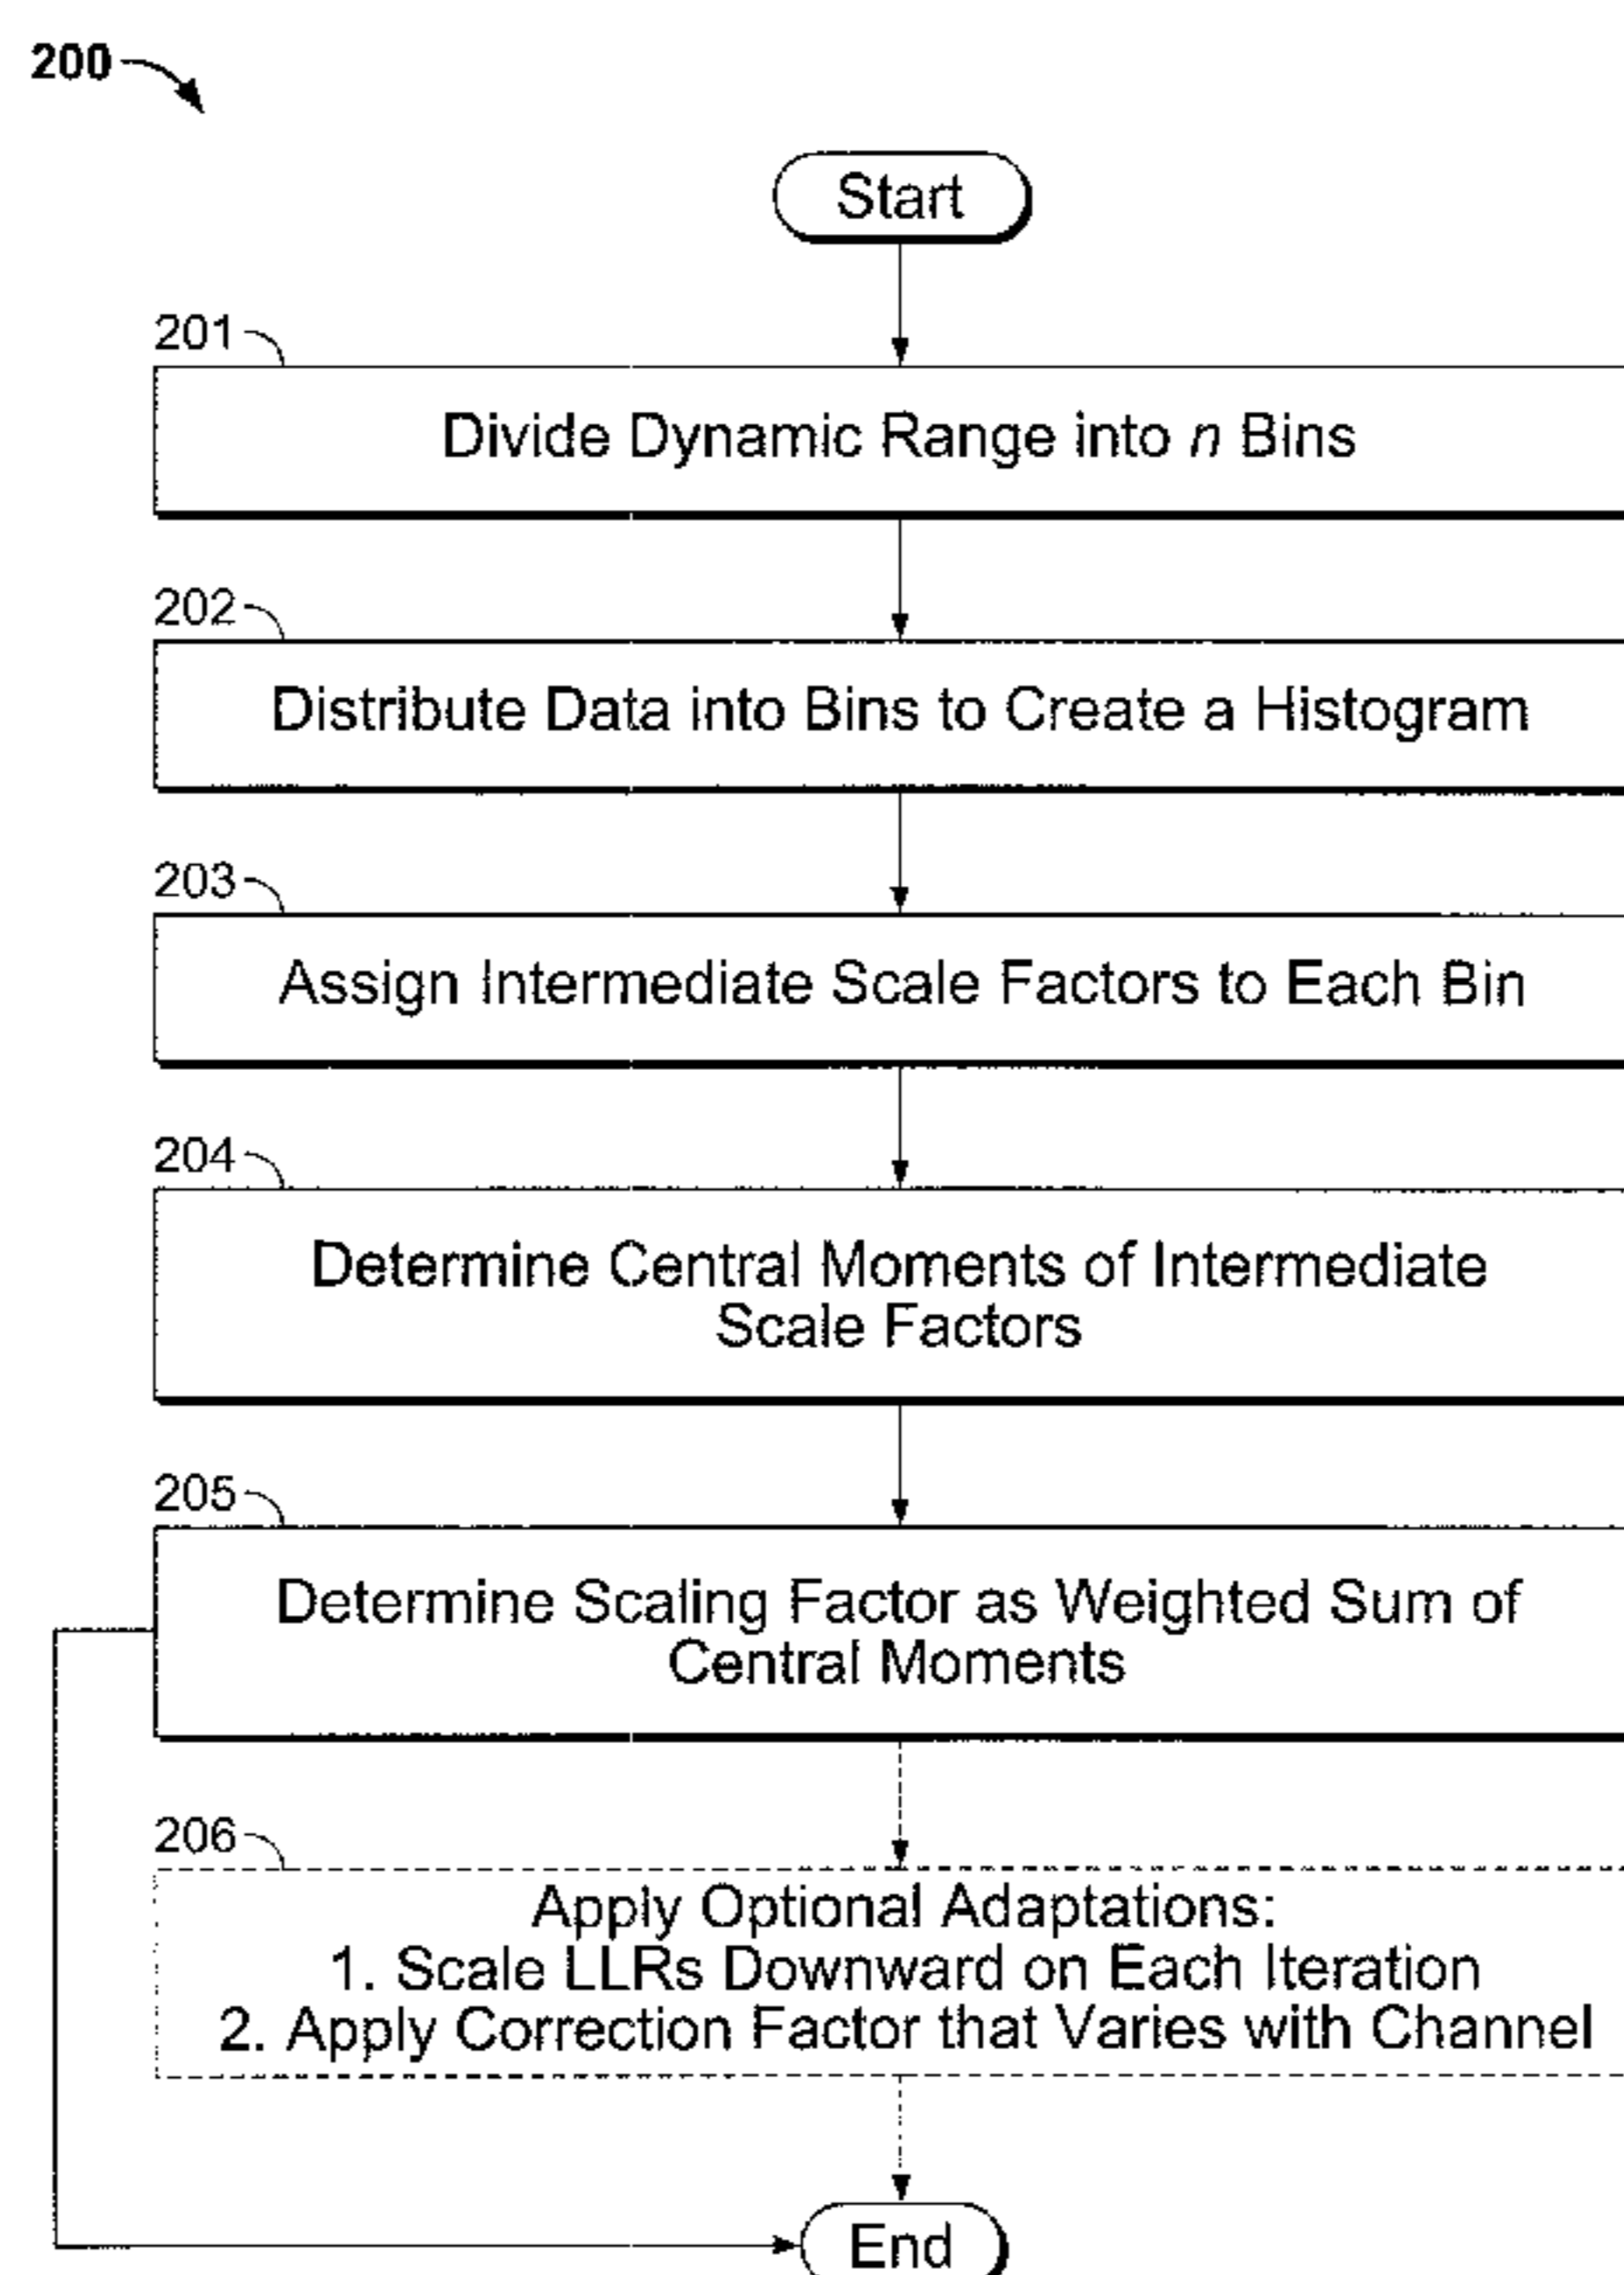 200
Start
201
Divide Dynamic Range into n Bins
202
Distribute Data into Bins to Create a Histogram
203
Assign Intermediate Scale Factors to Each Bin
204
Determine Central Moments of Intermediate
Scale Factors
205
Determine Scaling Factor as Weighted Sum of
Central Moments
206
Apply Optional Adaptations:
1. Scale LLRs Downward on Each Iteration
2. Apply Correction Factor that Varies with Channel
End